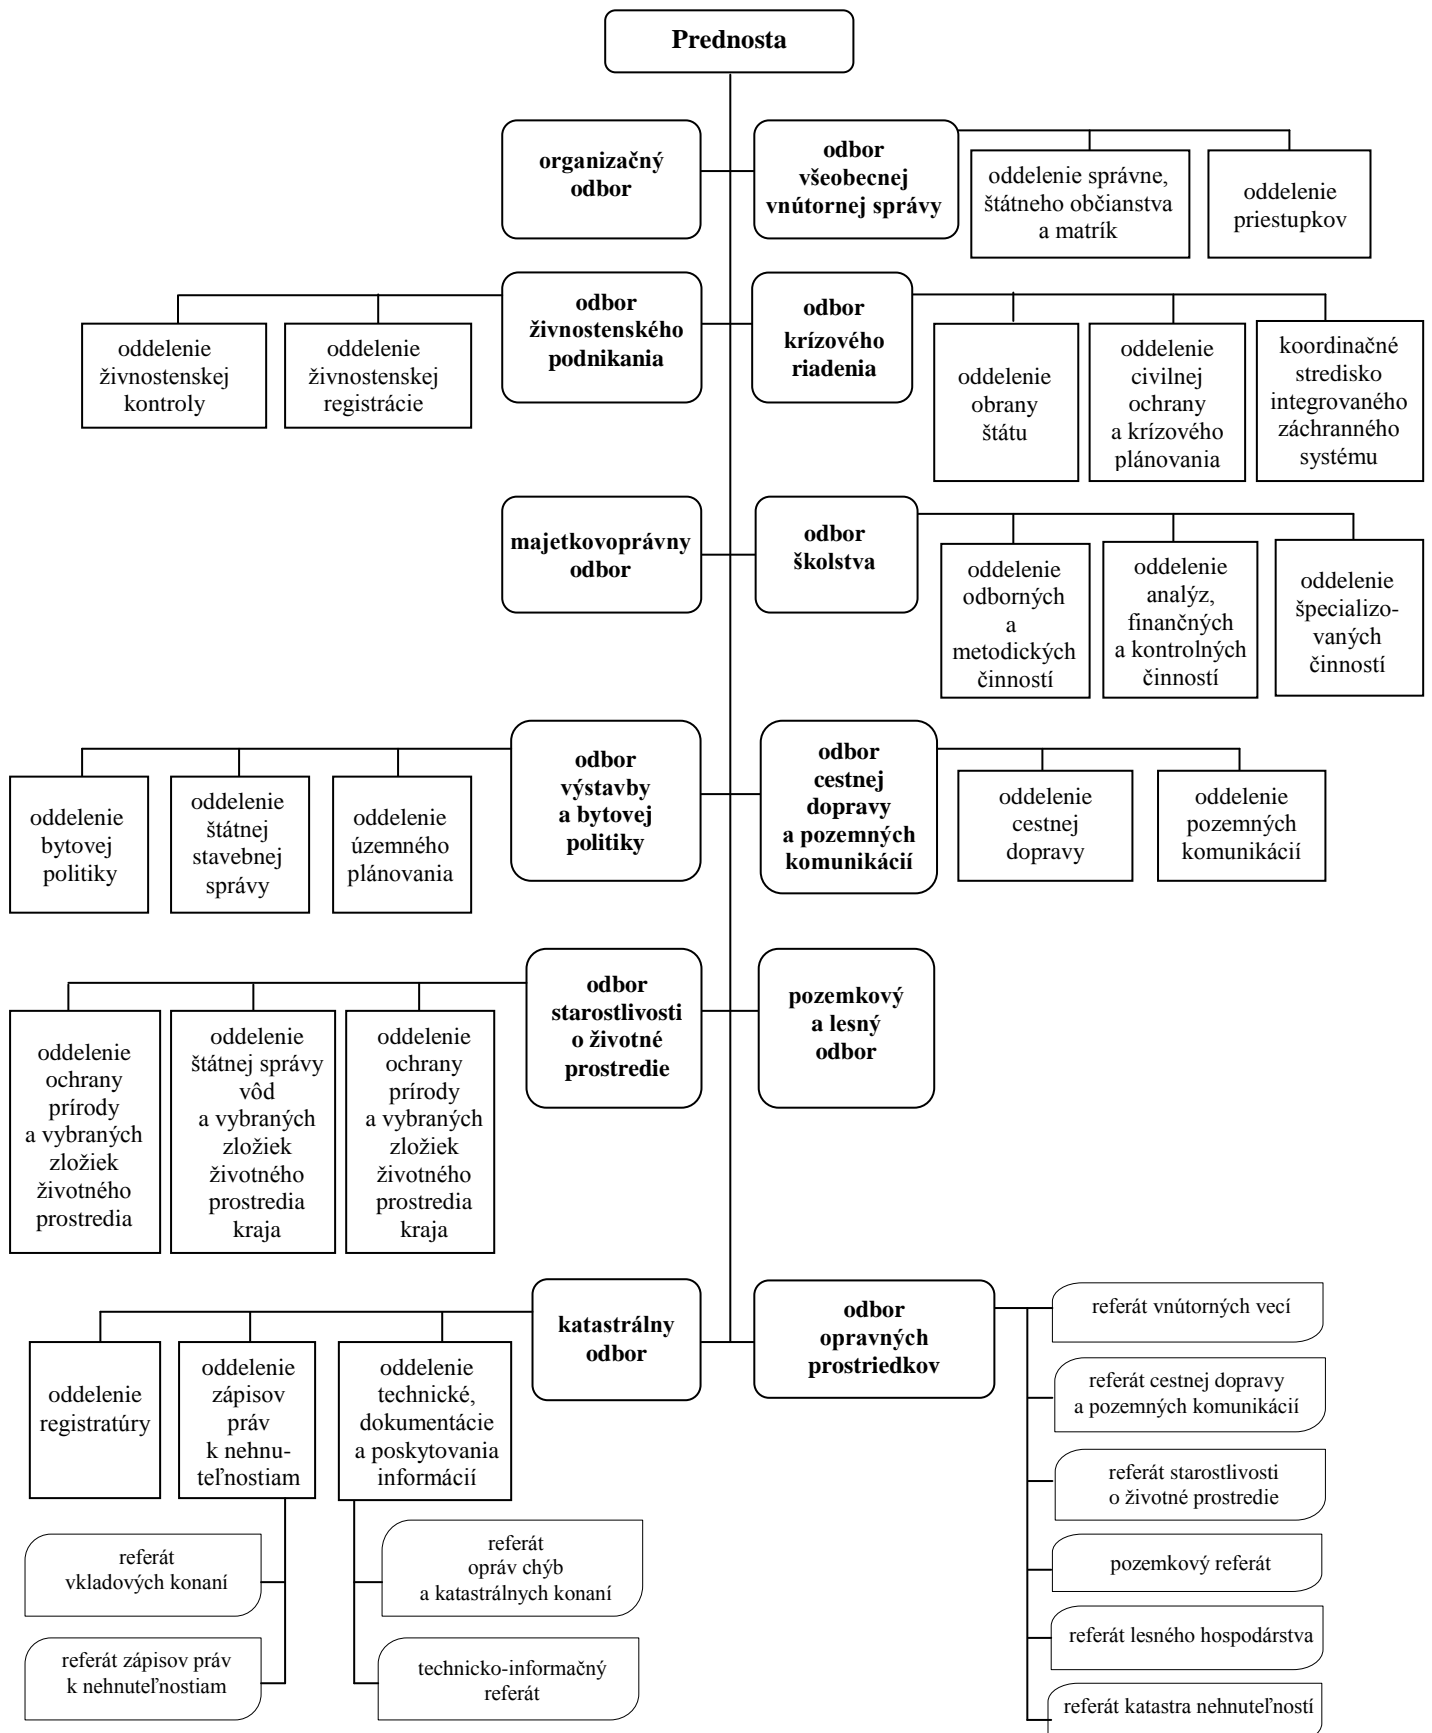 Prednosta
organizačný
odbor
odbor
všeobecnej
vnútornej správy
oddelenie správne,
štátneho občianstva
a matrík
oddelenie
priestupkov
oddelenie
živnostenskej
kontroly
oddelenie
živnostenskej
registrácie
odbor
živnostenského
podnikania
odbor
krízového
riadenia
oddelenie
obrany
štátu
oddelenie
civilnej
ochrany
a krízového
plánovania
koordinačné
stredisko
integrovaného
záchranného
systému
majetkovoprávny
odbor
odbor
školstva
oddelenie
odborných
a
metodických
činností
oddelenie
analýz,
finančných
a kontrolných
činností
oddelenie
špecializo-
vaných
činností
oddelenie
bytovej
politiky
oddelenie
štátnej
stavebnej
správy
oddelenie
územného
plánovania
odbor
výstavby
a bytovej
politiky
odbor
cestnej
dopravy
a pozemných
komunikácií
oddelenie
cestnej
dopravy
oddelenie
pozemných
komunikácií
oddelenie
ochrany
prírody
a vybraných
zložiek
životného
prostredia
oddelenie
štátnej správy
vôd
a vybraných
zložiek
životného
prostredia
kraja
oddelenie
ochrany
prírody
a vybraných
zložiek
životného
prostredia
kraja
odbor
starostlivosti
o životné
prostredie
pozemkový
a lesný
odbor
oddelenie
registratúry
oddelenie
zápisov
práv
k nehnu-
teľnostiam
oddelenie
technické,
dokumentácie
a poskytovania
informácií
katastrálny
odbor
odbor
opravných
prostriedkov
referát vnútorných vecí
referát cestnej dopravy
a pozemných komunikácií
referát starostlivosti
o životné prostredie
pozemkový referát
referát lesného hospodárstva
referát katastra nehnuteľností
referát
vkladových konaní
referát zápisov práv
k nehnuteľnostiam
referát
opráv chýb
a katastrálnych konaní
technicko-informačný
referát